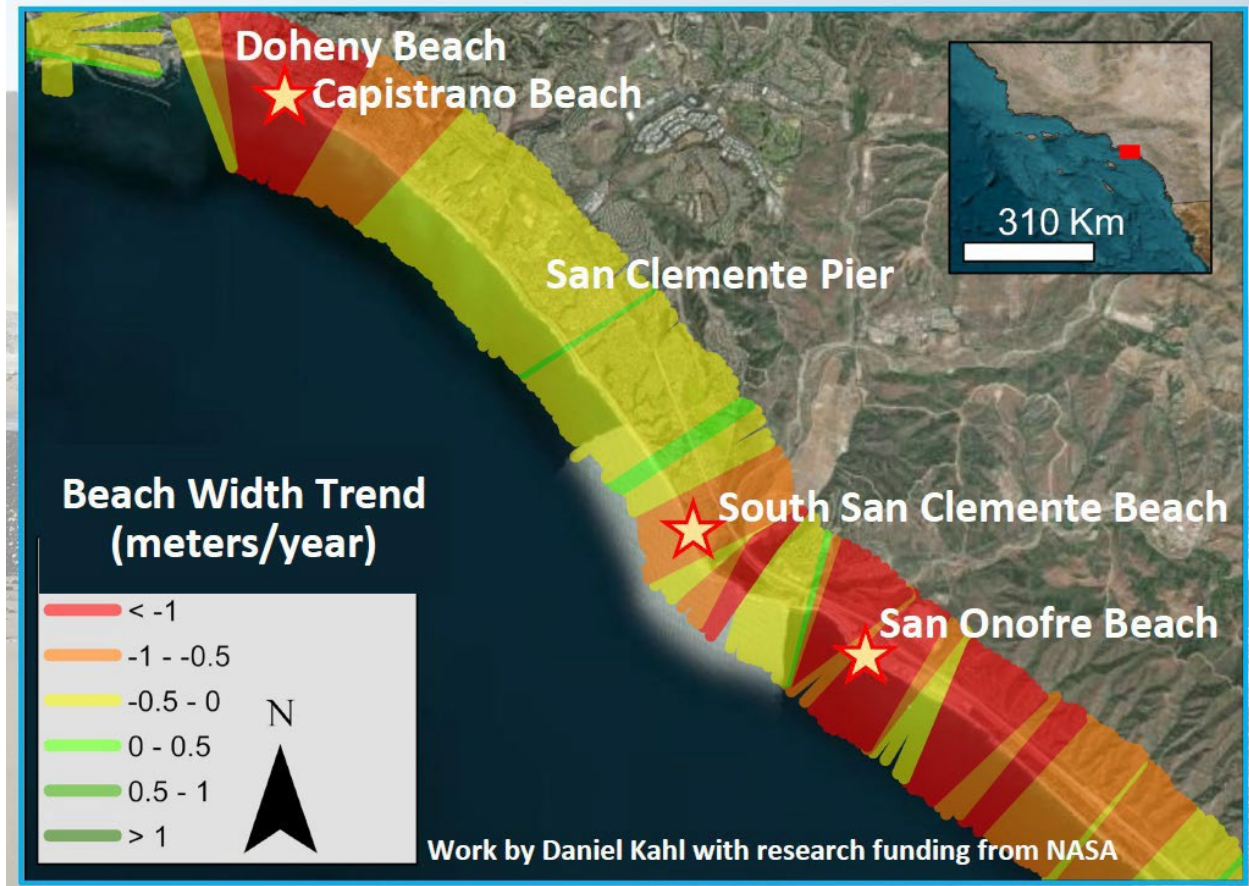 Doheny Beach
Capistrano Beach
310 Km
San Clemente Pier
South San Clemente Beach
San Onofre Beach
Beach Width Trend
(meters/year)
< -1
-1 - -0.5
-0.5 - 0
0 - 0.5
0.5 - 1
> 1
N
Work by Daniel Kahl with research funding from NASA